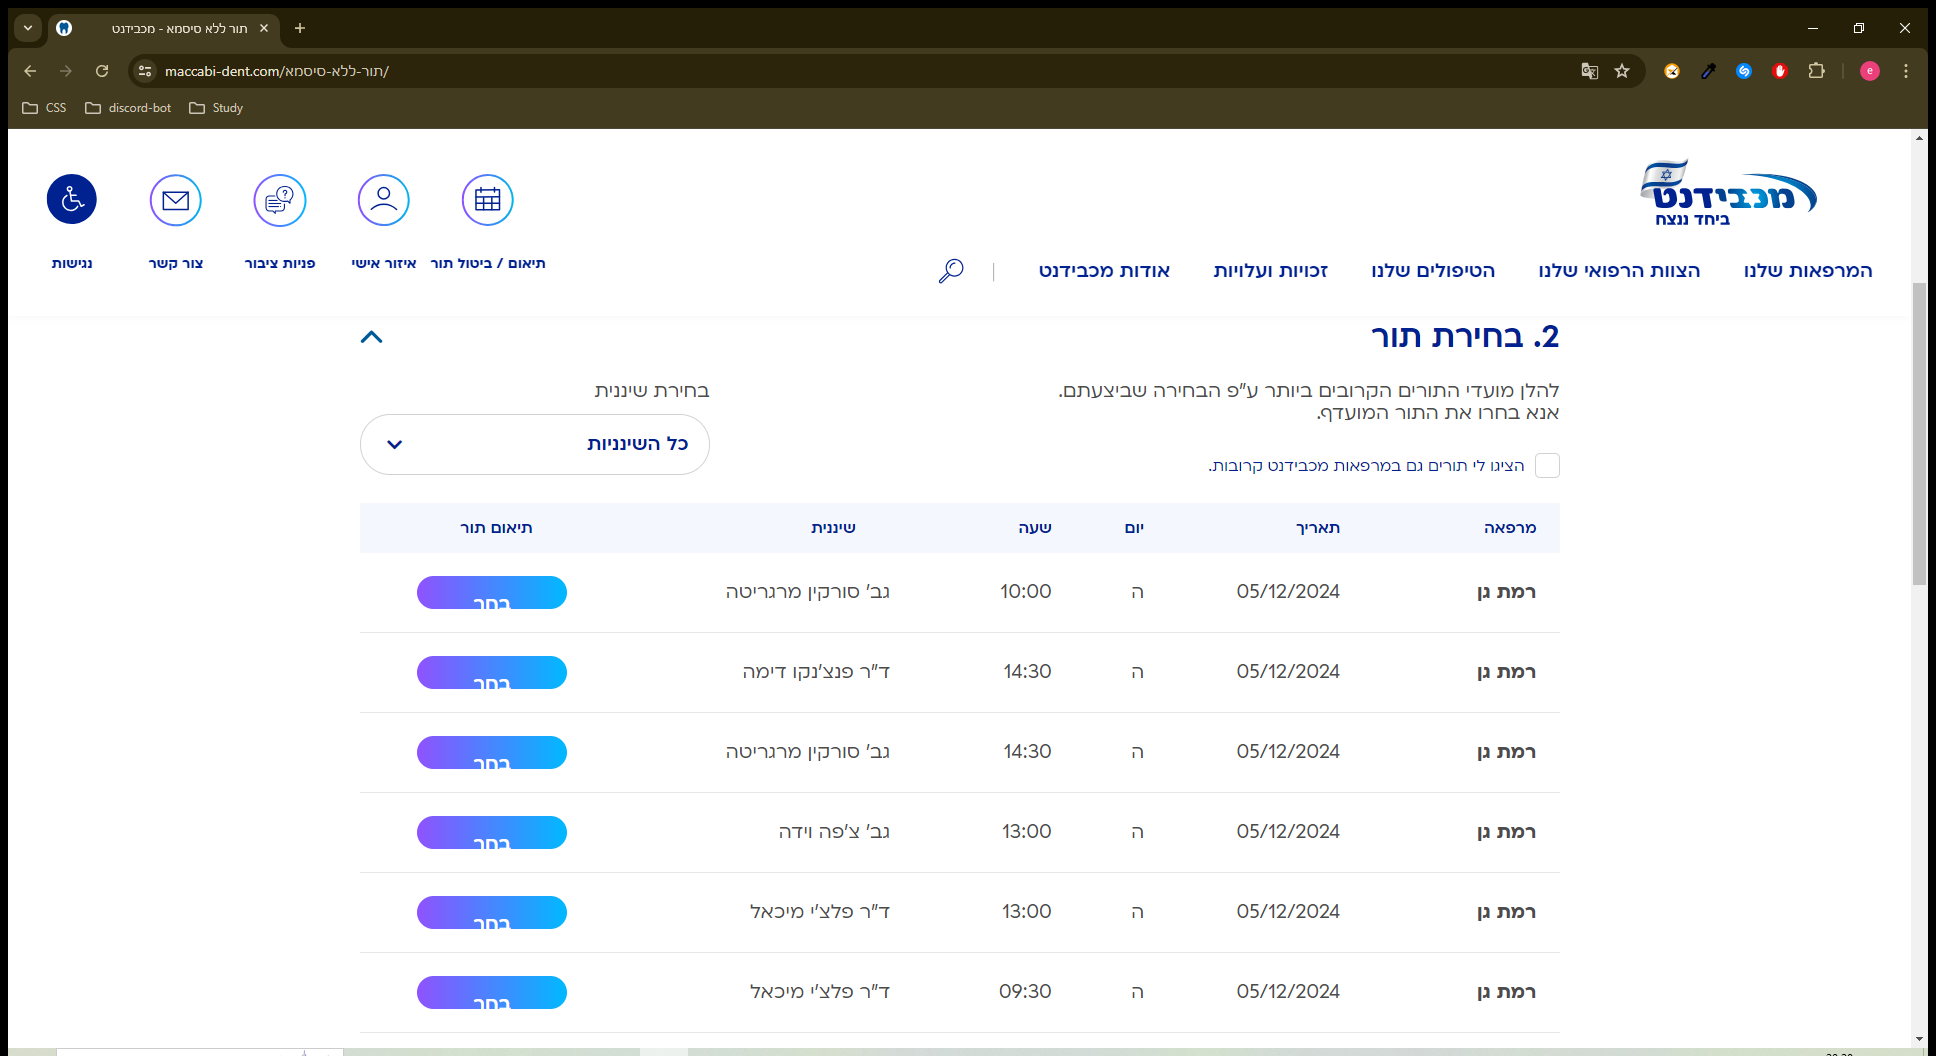 תור ללא סיסמא - מכבידנט
maccabi-dent.com/תור-ללא-סיסמא/
e
CSS
discord-bot
Study
מכבידנט
ביחד ננצח
תיאום / ביטול תור
איזור אישי
פניות ציבור
צור קשר
נגישות
המרפאות שלנו
הצוות הרפואי שלנו
הטיפולים שלנו
זכויות ועלויות
אודות מכבידנט
2. בחירת תור
להלן מועדי התורים הקרובים ביותר ע"פ הבחירה שביצעתם.
אנא בחרו את התור המועדף.
בחירת שיננית
כל השינניות
הציגו לי תורים גם במרפאות מכבידנט קרובות.
מרפאה תאריך יום שעה שיננית תיאום תור
רמת גן 05/12/2024 ה 10:00 גב' סורקין מרגריטה בחר
רמת גן 05/12/2024 ה 14:30 ד"ר פנצ'נקו דימה בחר
רמת גן 05/12/2024 ה 14:30 גב' סורקין מרגריטה בחר
רמת גן 05/12/2024 ה 13:00 גב' צ'פה וידה בחר
רמת גן 05/12/2024 ה 13:00 ד"ר פלצ'י מיכאל בחר
רמת גן 05/12/2024 ה 09:30 ד"ר פלצ'י מיכאל בחר